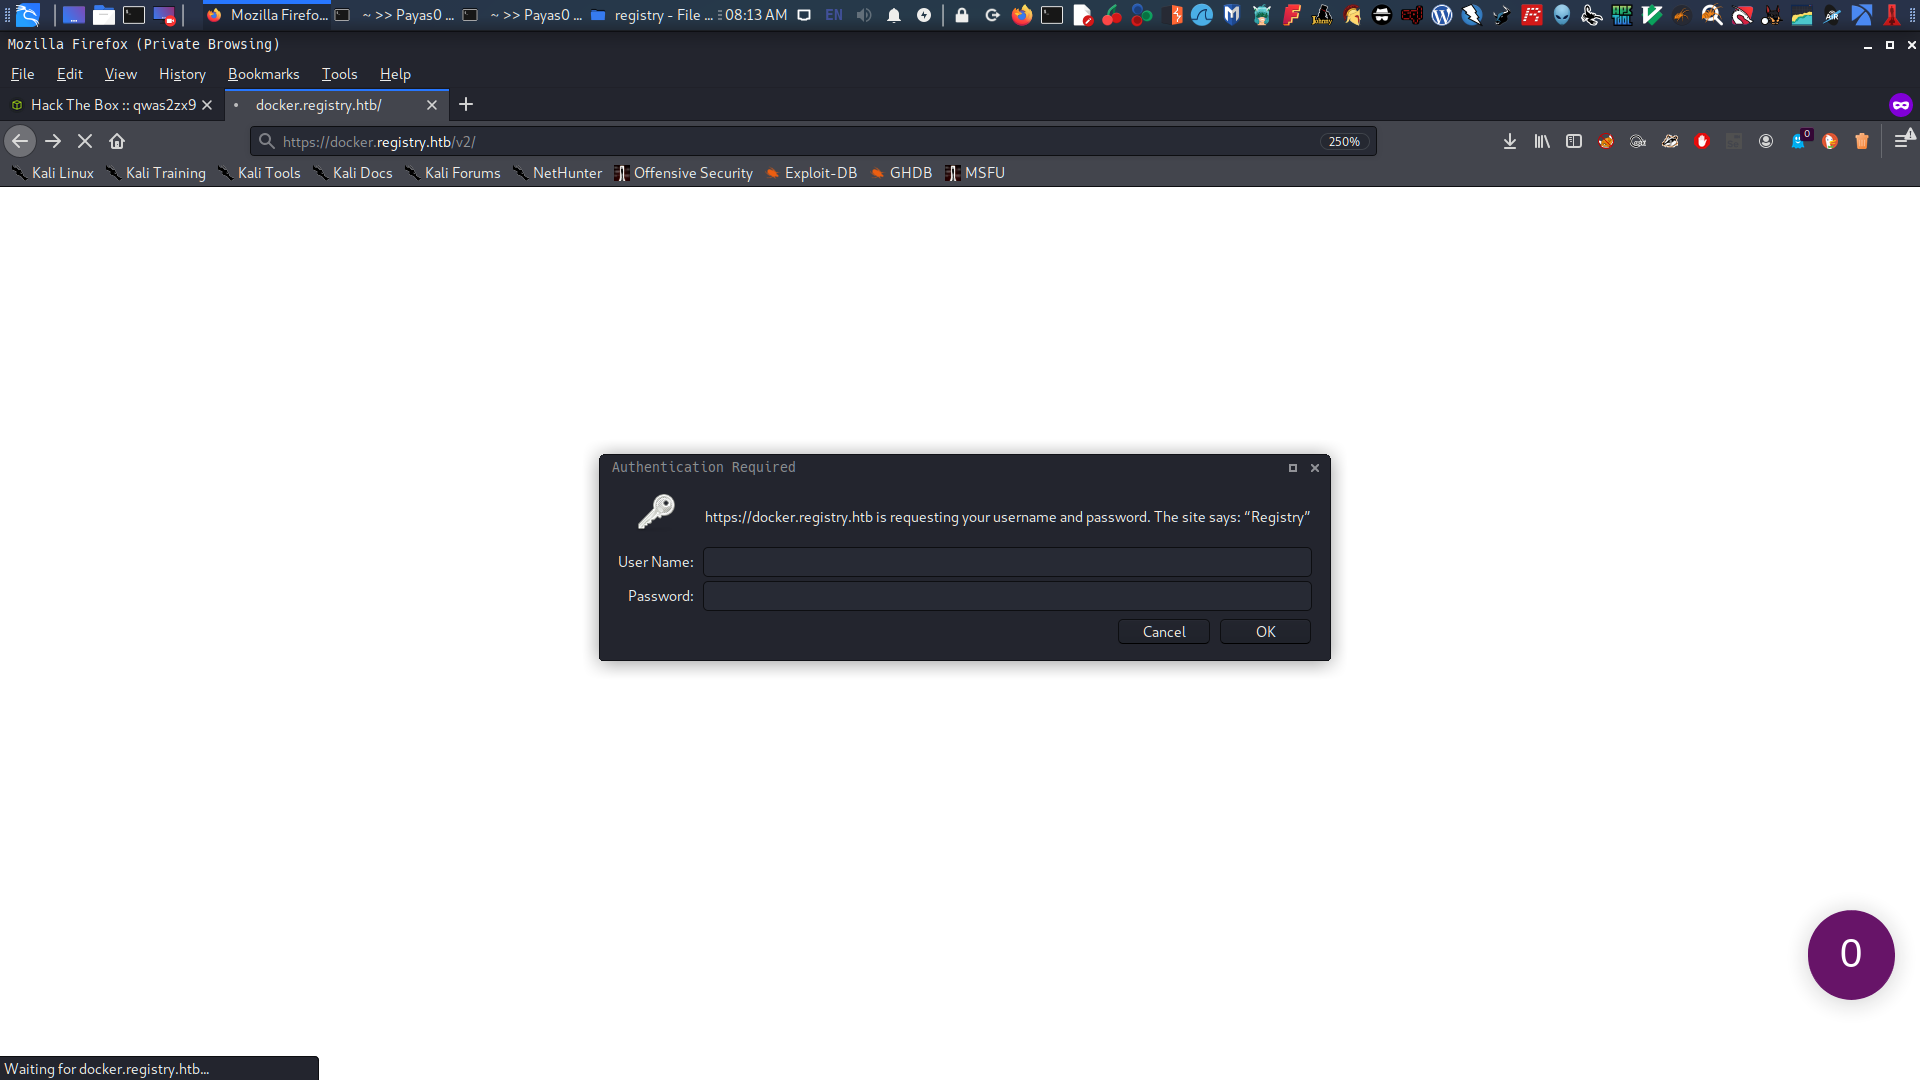 Mozilla Firefo... ~ >> Payas0 ... ~ >> Payas0 ... registry - File ... 08:13 AM EN
Mozilla Firefox (Private Browsing)
File Edit View History Bookmarks Tools Help
Hack The Box :: qwas2zx9 docker.registry.htb/
https://docker.registry.htb/v2/ 250% 0
Kali Linux Kali Training Kali Tools Kali Docs Kali Forums NetHunter Offensive Security Exploit-DB GHDB MSFU
Authentication Required
https://docker.registry.htb is requesting your username and password. The site says: “Registry”
User Name:
Password:
Cancel OK
0
Waiting for docker.registry.htb...